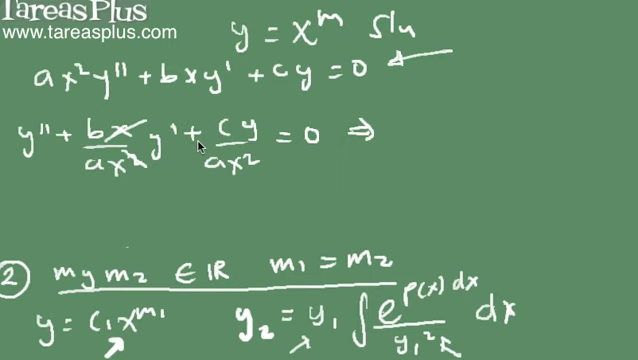 TareasPlus
www.tareasplus.com
y = x^m sln
ax²y'' + bxy' + cy = 0
y'' + bx/ax² y' + cy/ax² = 0 ⇒
② m y m2 ∈ IR m1 = m2
y = c1x^m1 y2 = y1 ∫ e^p(x)dx / y1² dx